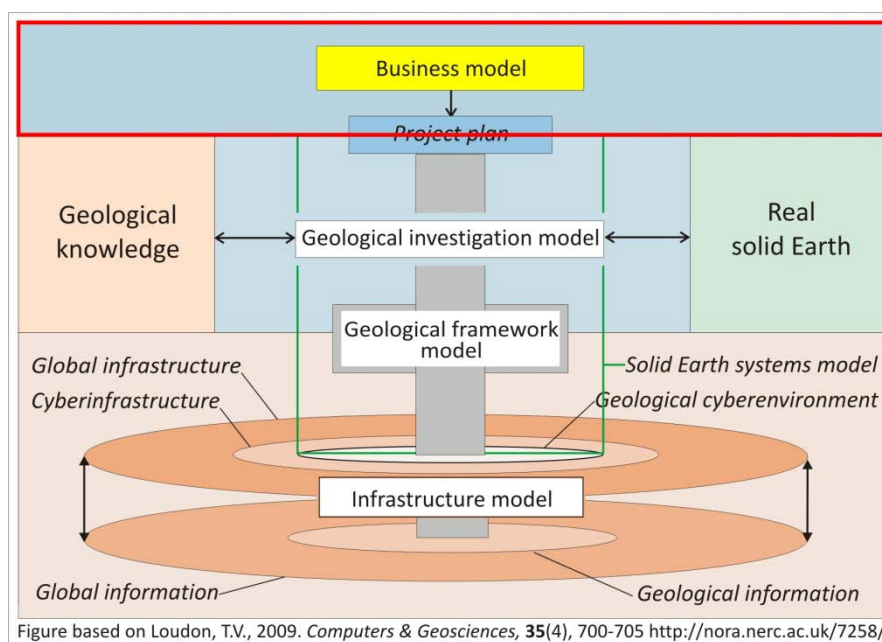 Business model
Project plan
Geological
knowledge
Geological investigation model
Real
solid Earth
Geological framework
model
Global infrastructure
Solid Earth systems model
Cyberinfrastructure
Geological cyberenvironment
Infrastructure model
Global information
Geological information
Figure based on Loudon, T.V., 2009. Computers & Geosciences, 35(4), 700-705 http://nora.nerc.ac.uk/7258/